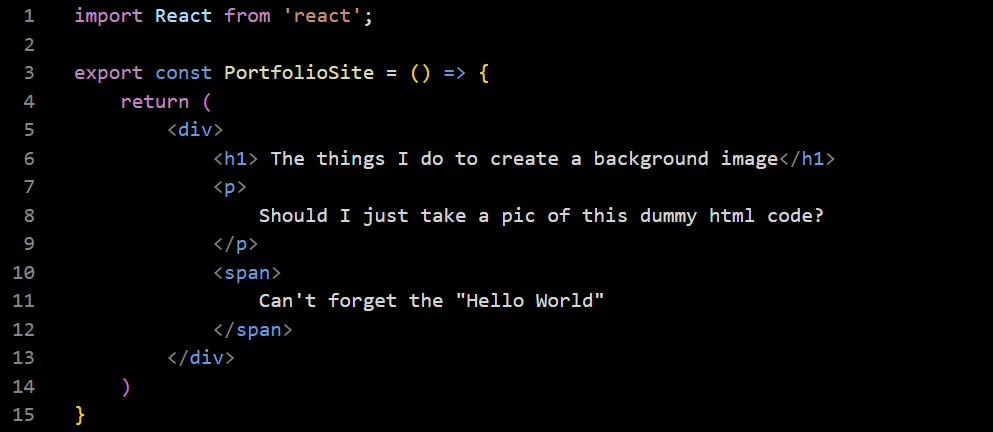 1 import React from 'react';
2
3 export const PortfolioSite = () => {
4 return (
5 <div>
6 <h1> The things I do to create a background image</h1>
7 <p>
8 Should I just take a pic of this dummy html code?
9 </p>
10 <span>
11 Can't forget the "Hello World"
12 </span>
13 </div>
14 )
15 }